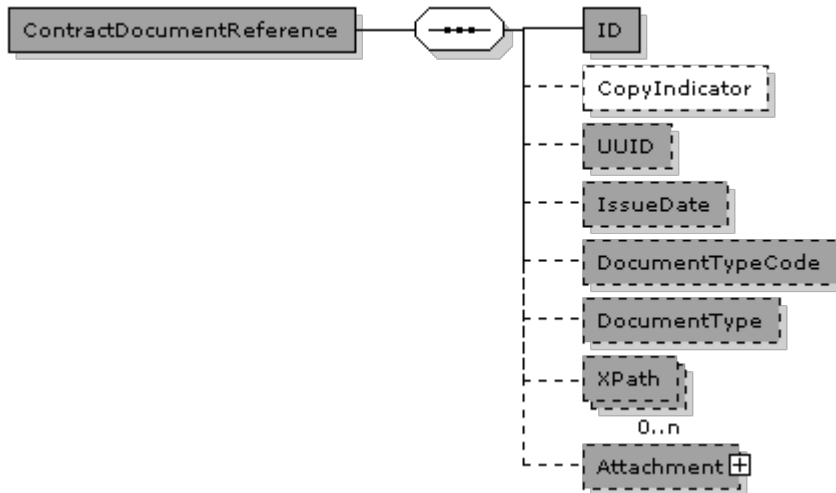 ContractDocumentReference
ID
CopyIndicator
UUID
IssueDate
DocumentTypeCode
DocumentType
XPath
0..n
Attachment